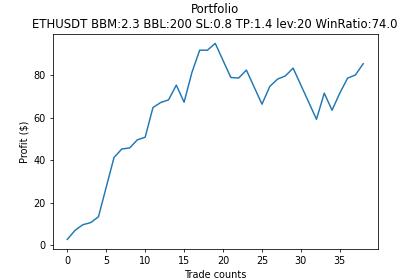 Portfolio
ETHUSDT BBM:2.3 BBL:200 SL:0.8 TP:1.4 lev:20 WinRatio:74.0
80
60
40
20
0
Profit ($)
0 5 10 15 20 25 30 35
Trade counts